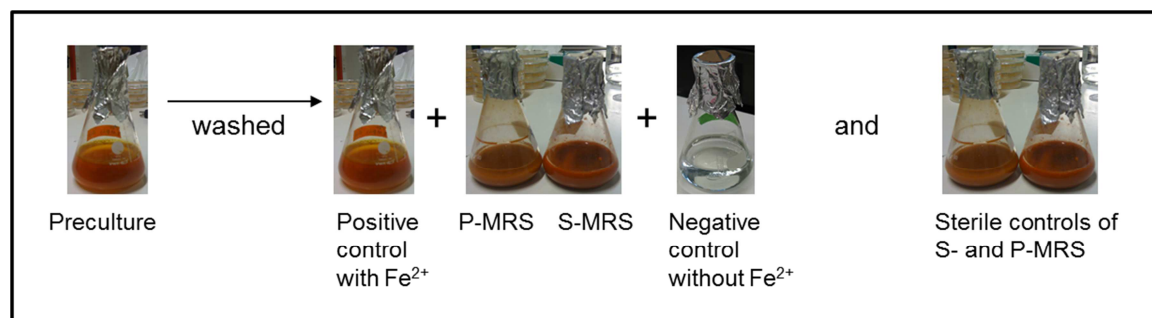 washed
+
+
and
Preculture
Positive
control
with Fe²⁺
P-MRS
S-MRS
Negative
control
without Fe²⁺
Sterile controls of
S- and P-MRS